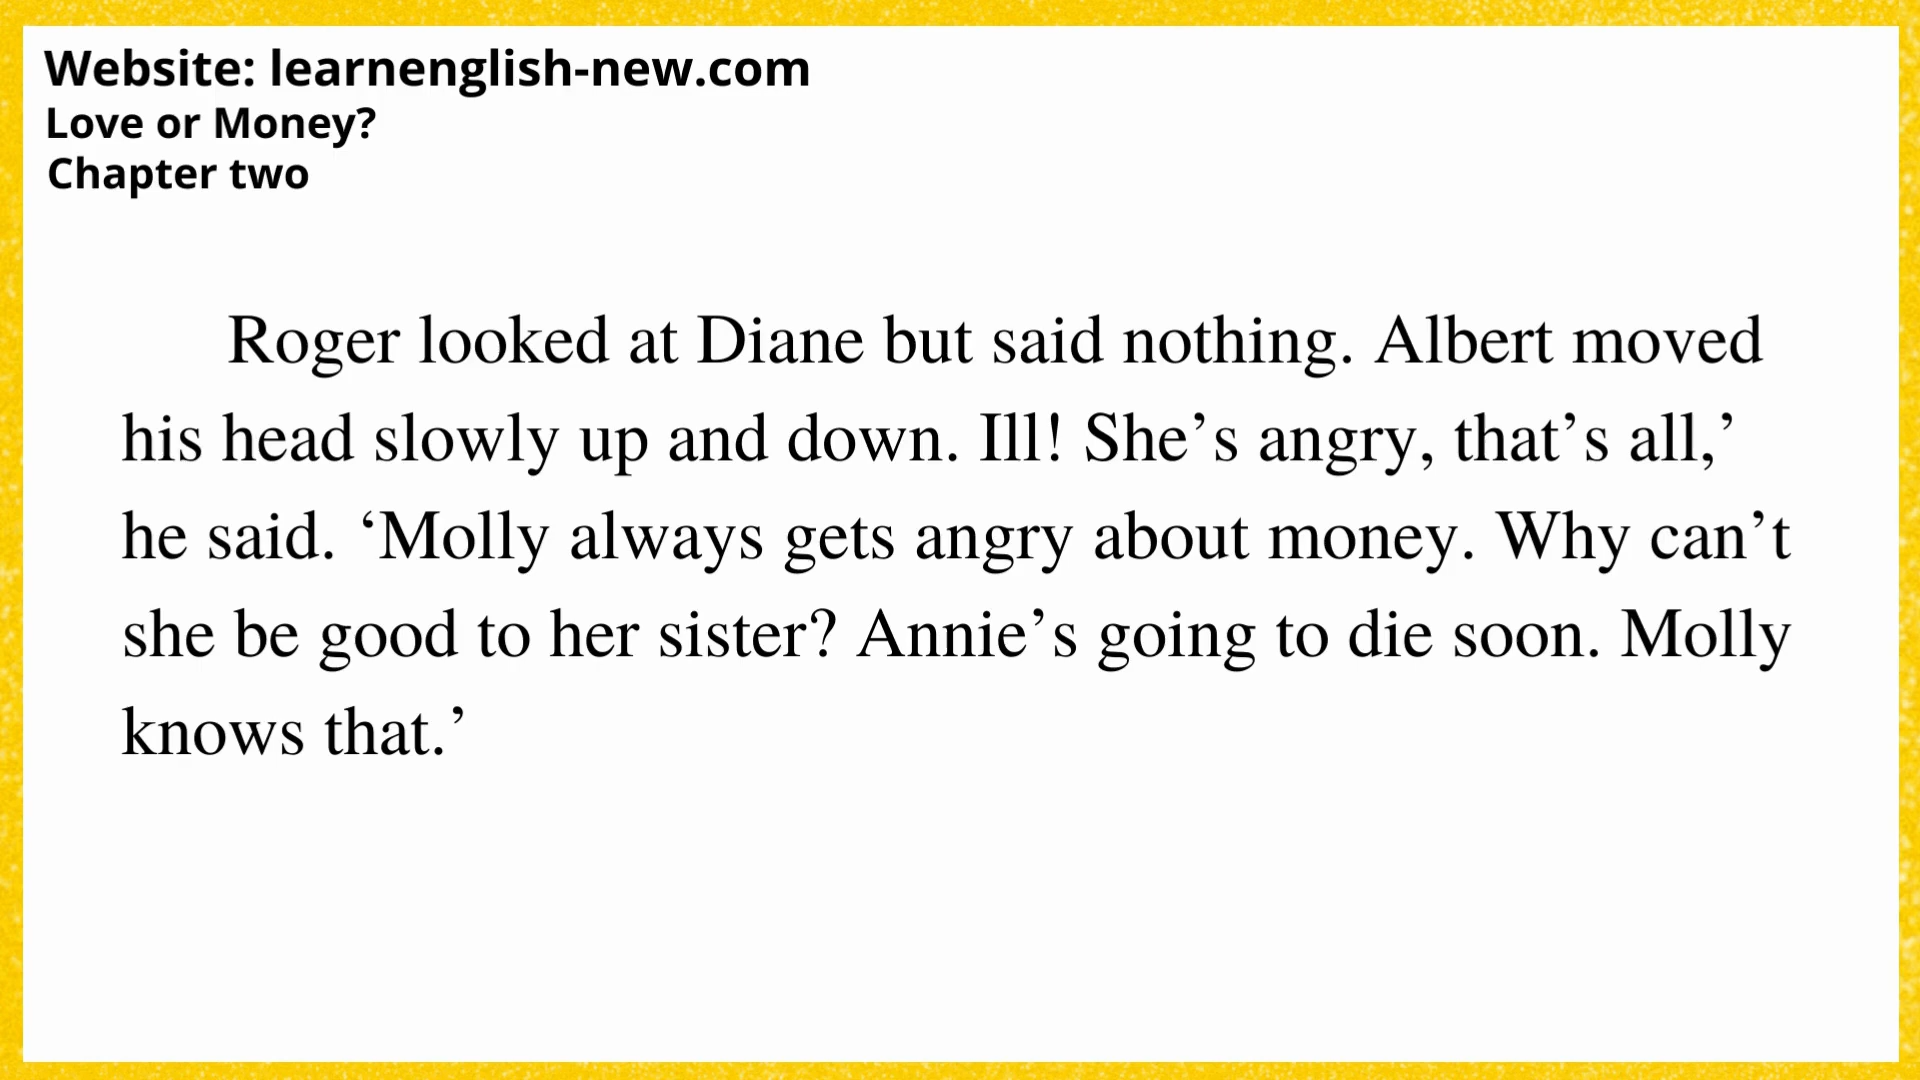 Website: learnenglish-new.com
Love or Money?
Chapter two
Roger looked at Diane but said nothing. Albert moved
his head slowly up and down. Ill! She’s angry, that’s all,’
he said. ‘Molly always gets angry about money. Why can’t
she be good to her sister? Annie’s going to die soon. Molly
knows that.’